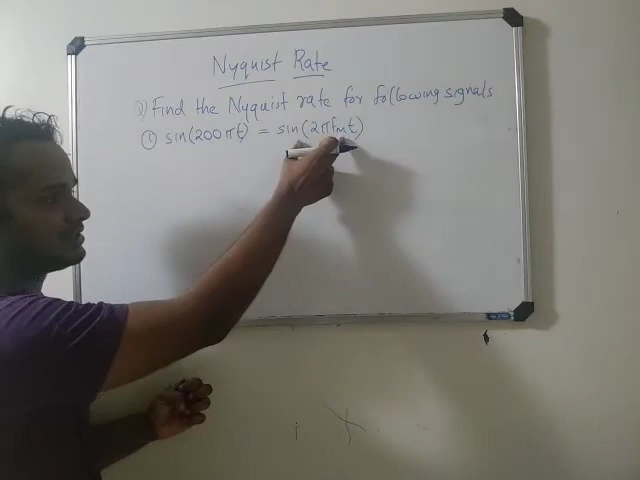 Nyquist Rate
Find the Nyquist rate for following signals
① sin(200πt) = sin(2πfmt)